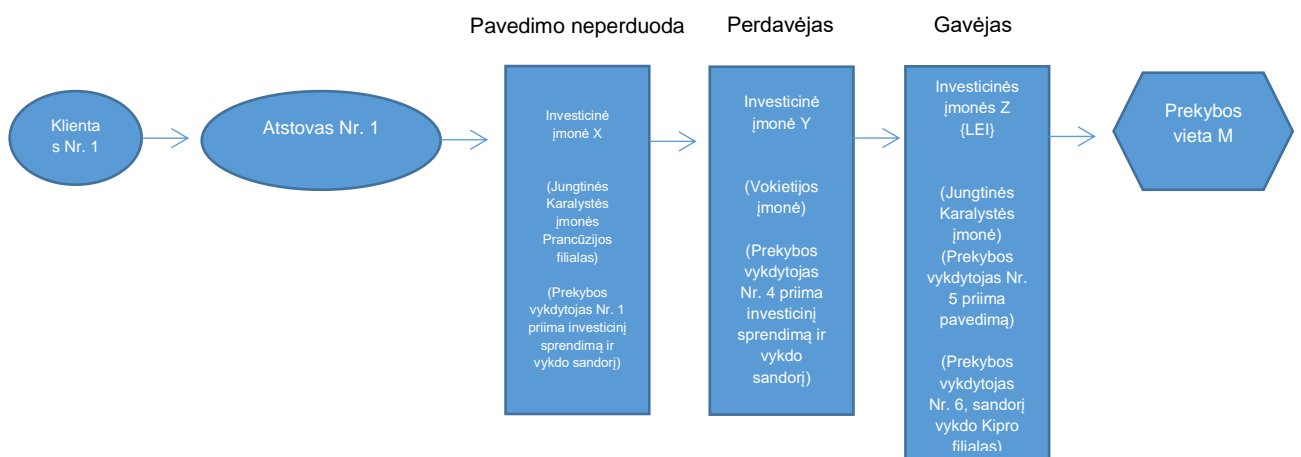 Pavedimo neperduoda
Perdavėjas
Gavėjas
Klienta
s Nr. 1
Atstovas Nr. 1
Investicinė
įmonė X
(Jungtinės
Karalystės
įmonės
Prancūzijos
filialas)
(Prekybos
vykdytojas Nr. 1
priima investicinį
sprendimą ir
vykdo sandorį)
Investicinė
įmonė Y
(Vokietijos
įmonė)
(Prekybos
vykdytojas
Nr. 4 priima
investicinį
sprendimą ir
vykdo
sandorį)
Investicinės
įmonės Z
{LEI}
(Jungtinės
Karalystės
įmonė)
(Prekybos
vykdytojas Nr.
5 priima
pavedimą)
(Prekybos
vykdytojas
Nr. 6, sandorį
vykdo Kipro
filialas)
Prekybos
vieta M